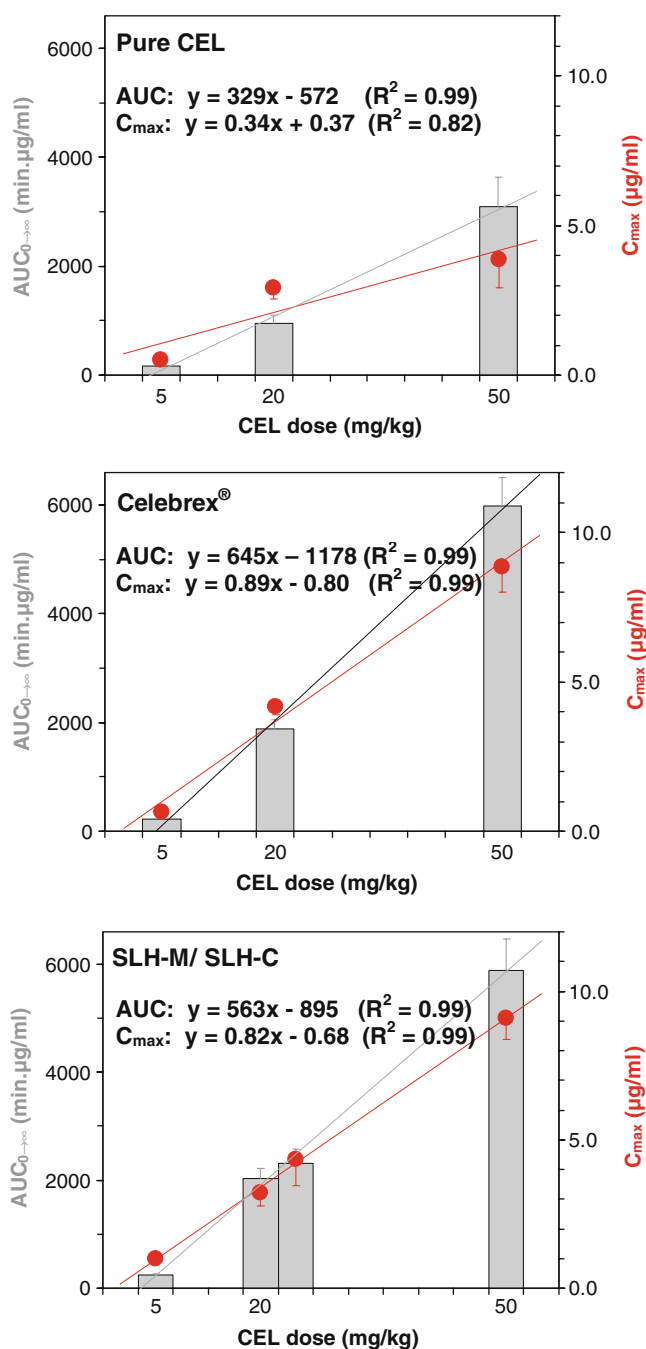 Pure CEL
AUC: y = 329x - 572 (R² = 0.99)
Cmax: y = 0.34x + 0.37 (R² = 0.82)
6000
4000
2000
0
AUC0→∞ (min.µg/ml)
10.0
5.0
0.0
Cmax (µg/ml)
5 20 50
CEL dose (mg/kg)
Celebrex®
AUC: y = 645x – 1178 (R² = 0.99)
Cmax: y = 0.89x - 0.80 (R² = 0.99)
6000
4000
2000
0
AUC0→∞ (min.µg/ml)
10.0
5.0
0.0
Cmax (µg/ml)
5 20 50
CEL dose (mg/kg)
SLH-M/ SLH-C
AUC: y = 563x - 895 (R² = 0.99)
Cmax: y = 0.82x - 0.68 (R² = 0.99)
6000
4000
2000
0
AUC0→∞ (min.µg/ml)
10.0
5.0
0.0
Cmax (µg/ml)
5 20 50
CEL dose (mg/kg)